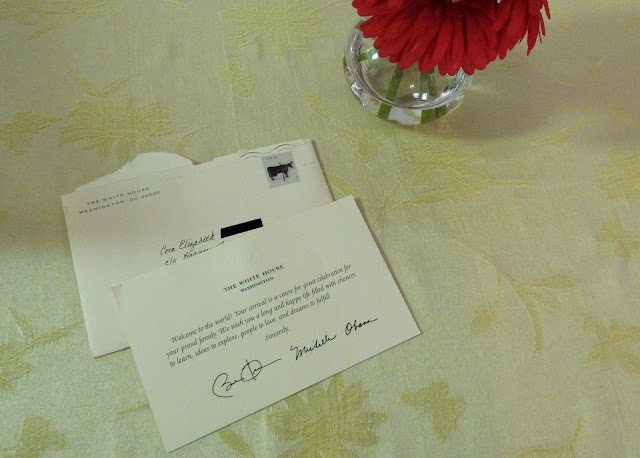 THE WHITE HOUSE
WASHINGTON, DC 20500
Cora Elizabeth
c/o
THE WHITE HOUSE
WASHINGTON
Welcome to the world! Your arrival is a cause for great celebration for
your proud family. We wish you a long and happy life filled with chances
to learn, ideas to explore, people to love, and dreams to fulfill.
Sincerely,
Michelle Obama